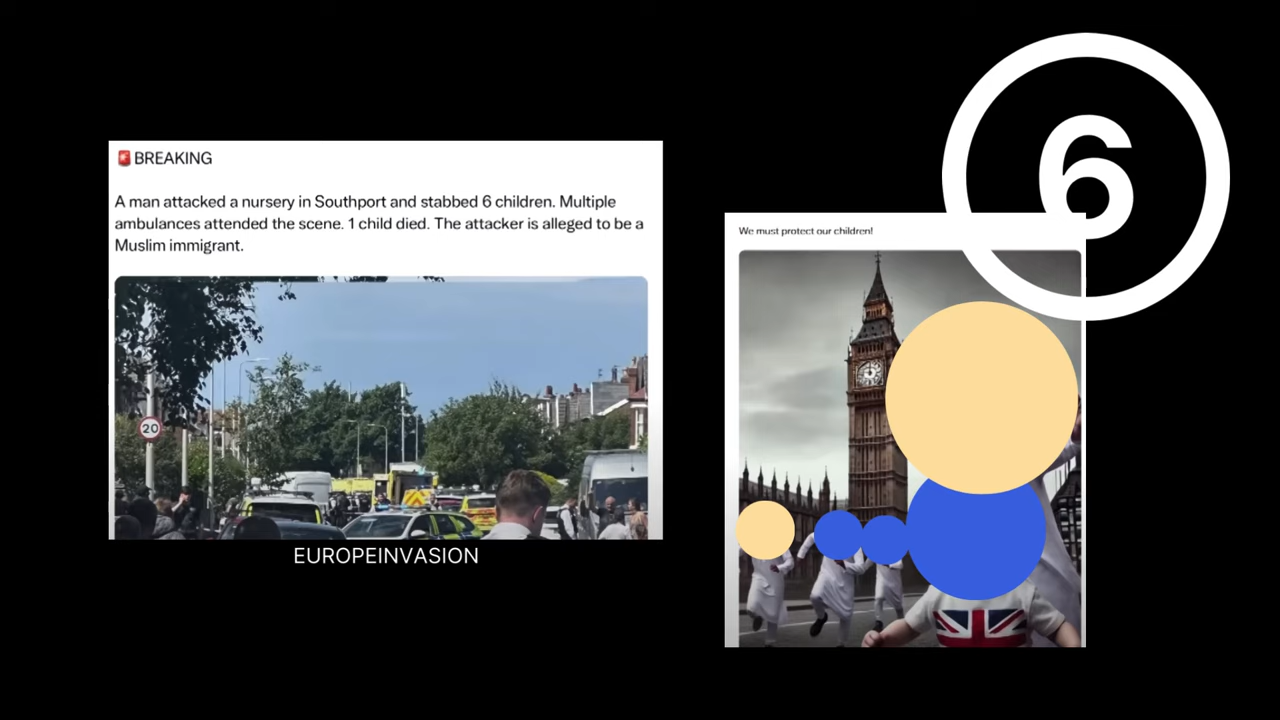 🚨BREAKING
A man attacked a nursery in Southport and stabbed 6 children. Multiple
ambulances attended the scene. 1 child died. The attacker is alleged to be a
Muslim immigrant.
20
EUROPEINVASION
6
We must protect our children!